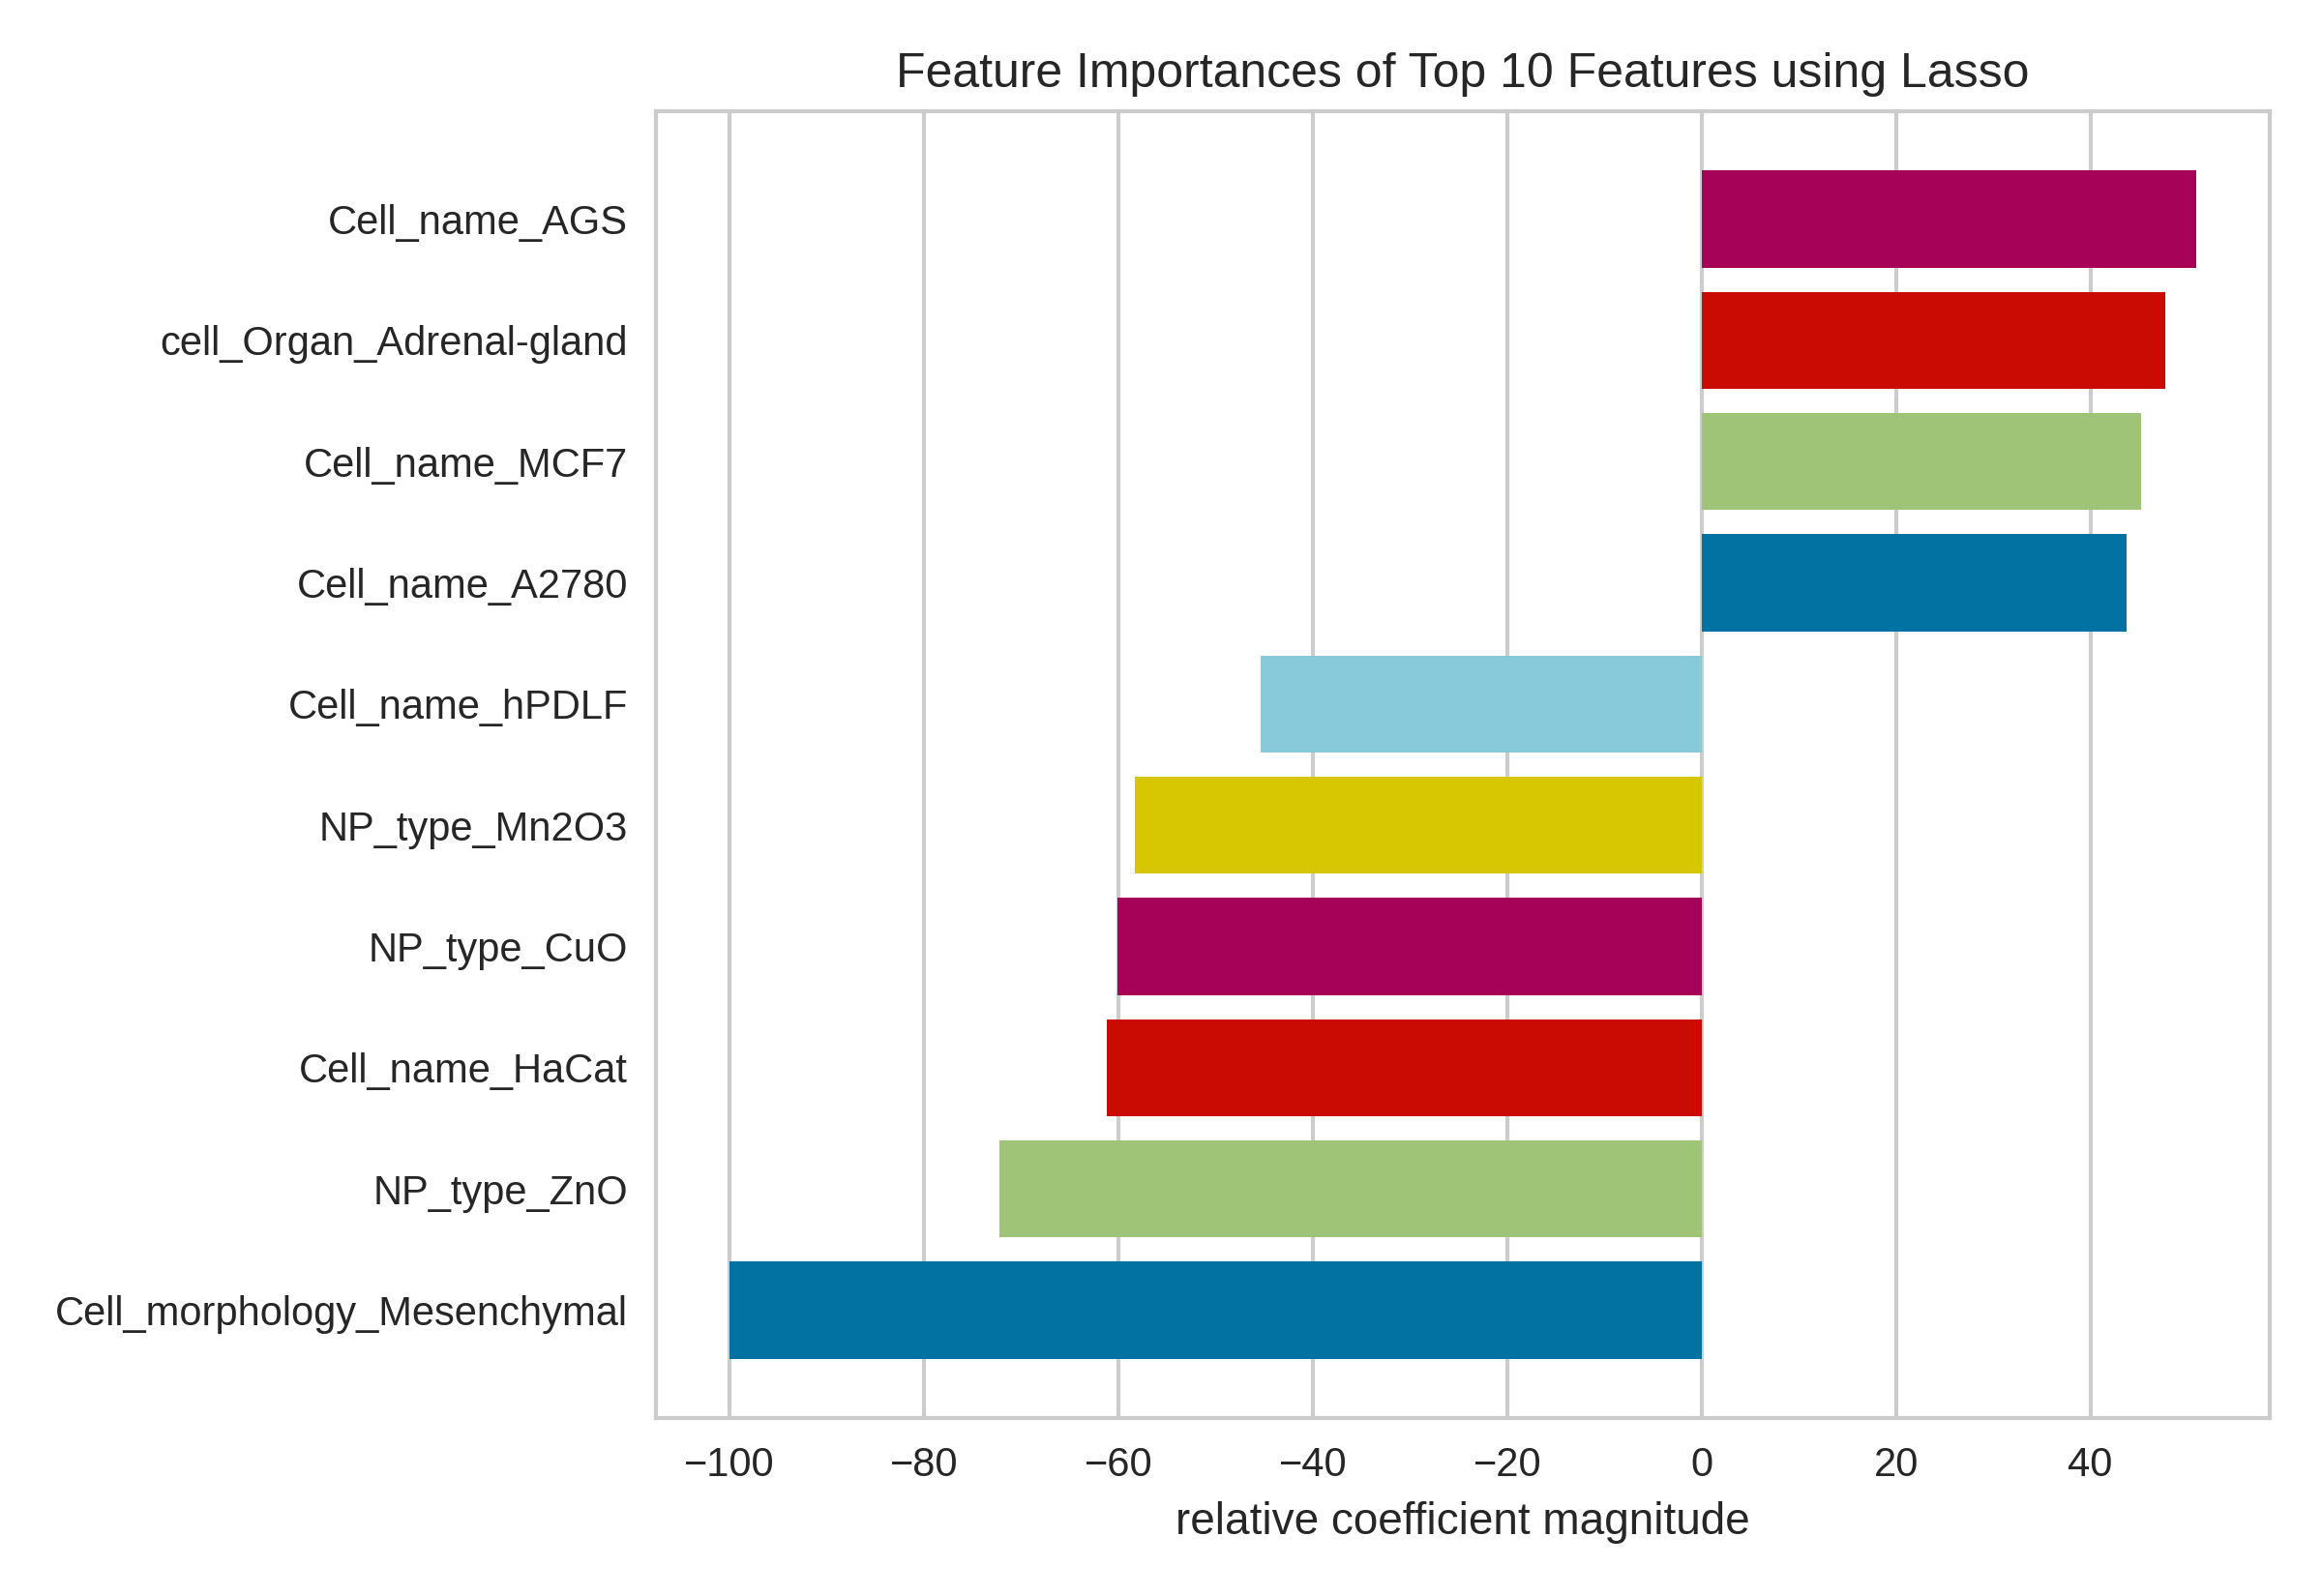 Feature Importances of Top 10 Features using Lasso
Cell_name_AGS
cell_Organ_Adrenal-gland
Cell_name_MCF7
Cell_name_A2780
Cell_name_hPDLF
NP_type_Mn2O3
NP_type_CuO
Cell_name_HaCat
NP_type_ZnO
Cell_morphology_Mesenchymal
−100 −80 −60 −40 −20 0 20 40
relative coefficient magnitude